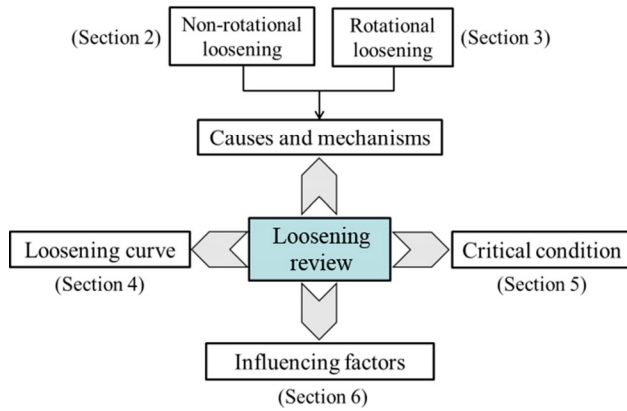 (Section 2)
Non-rotational
loosening
Rotational
loosening
(Section 3)
Causes and mechanisms
Loosening curve
(Section 4)
Loosening
review
Critical condition
(Section 5)
Influencing factors
(Section 6)